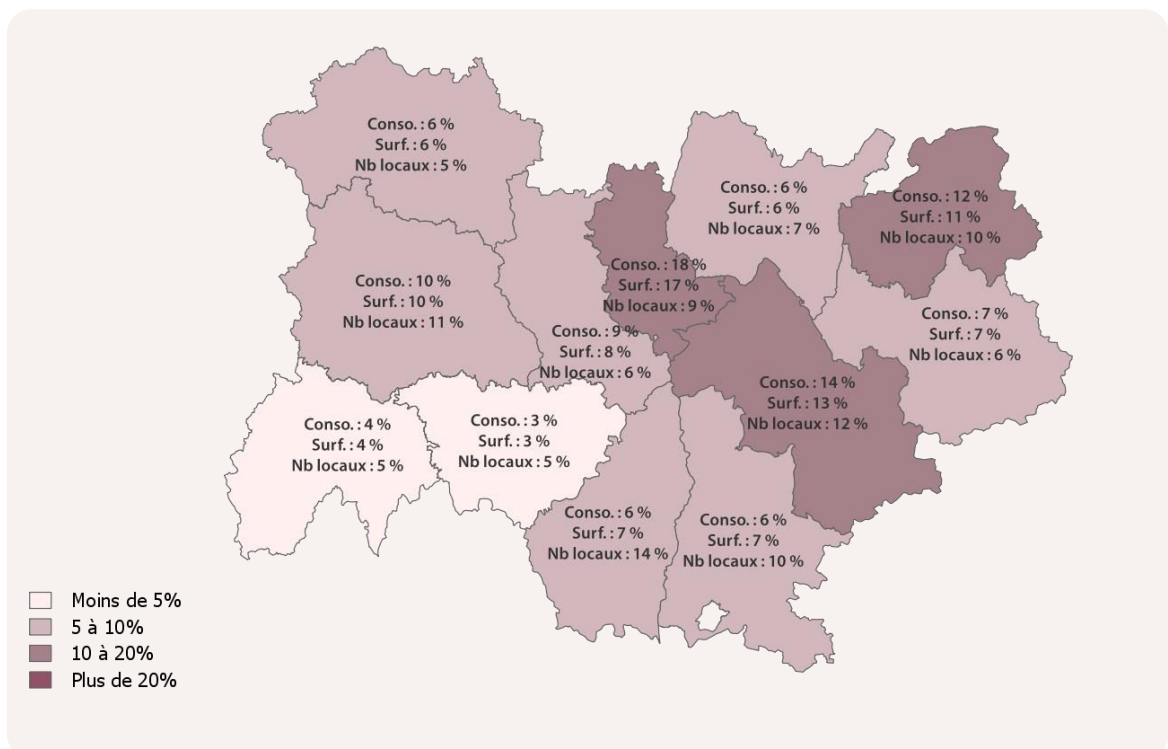 Conso. : 6 %
Surf. : 6 %
Nb locaux : 5 %
Conso. : 6 %
Surf. : 6 %
Nb locaux : 7 %
Conso. : 12 %
Surf. : 11 %
Nb locaux : 10 %
Conso. : 10 %
Surf. : 10 %
Nb locaux : 11 %
Conso. : 18 %
Surf. : 17 %
Nb locaux : 9 %
Conso. : 9 %
Surf. : 8 %
Nb locaux : 6 %
Conso. : 7 %
Surf. : 7 %
Nb locaux : 6 %
Conso. : 14 %
Surf. : 13 %
Nb locaux : 12 %
Conso. : 4 %
Surf. : 4 %
Nb locaux : 5 %
Conso. : 3 %
Surf. : 3 %
Nb locaux : 5 %
Conso. : 6 %
Surf. : 7 %
Nb locaux : 14 %
Conso. : 6 %
Surf. : 7 %
Nb locaux : 10 %
Moins de 5%
5 à 10%
10 à 20%
Plus de 20%